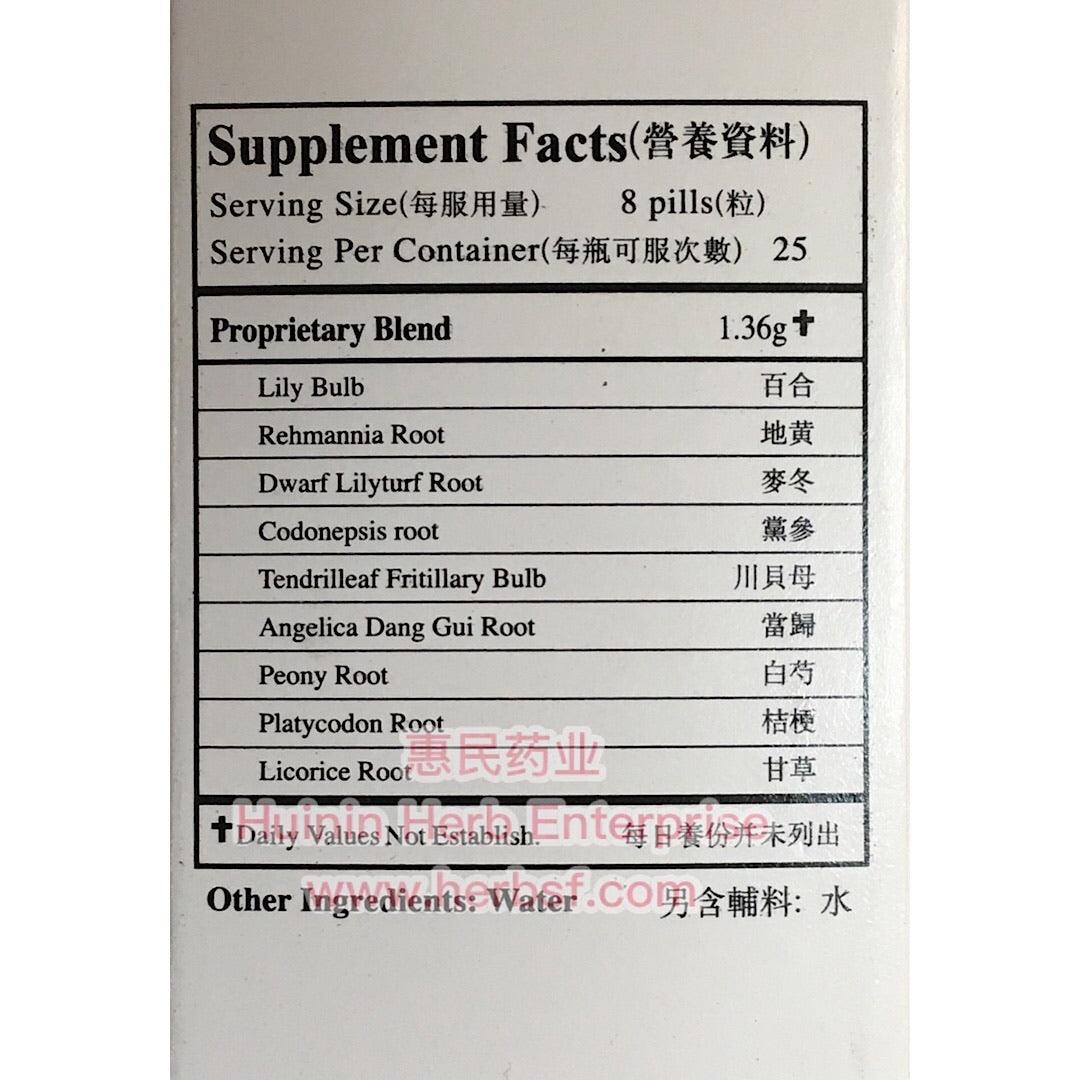 Supplement Facts(營養資料)
Serving Size(每服用量) 8 pills(粒)
Serving Per Container(每瓶可服次數) 25
Proprietary Blend 1.36g✝
Lily Bulb 百合
Rehmannia Root 地黃
Dwarf Lilyturf Root 麥冬
Codonepsis root 黨參
Tendrilleaf Fritillary Bulb 川貝母
Angelica Dang Gui Root 當歸
Peony Root 白芍
Platycodon Root 桔梗
惠民药业
Licorice Root 甘草
Huinin Herb Enterprise
✝Daily Values Not Establish. 每日養份并未列出
www.herbsf.com
Other Ingredients: Water 另含輔料: 水